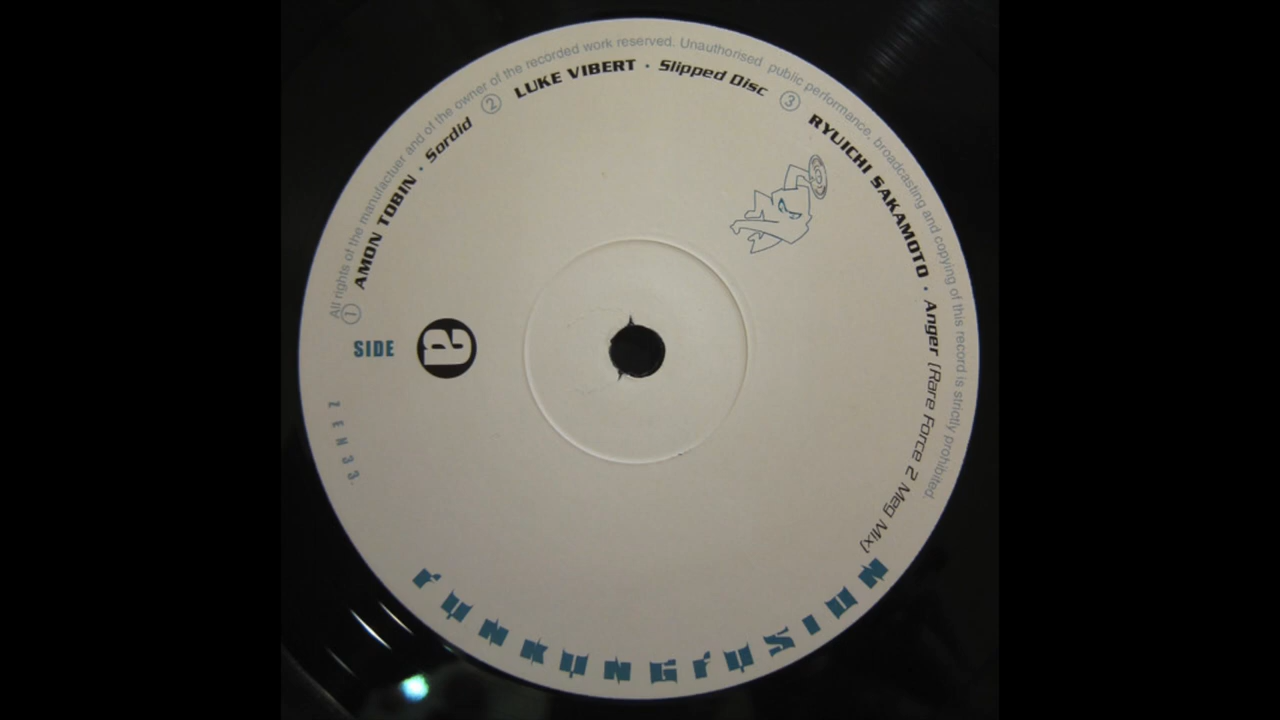 All rights of the manufactuer and of the owner of the recorded work reserved. Unauthorised public performance, broadcasting and copying of this record is strictly prohibited.
1 AMON TOBIN · Sordid 2 LUKE VIBERT · Slipped Disc 3 RYUICHI SAKAMOTO · Anger (Rare Force 2 Meg Mix)
SIDE a
ZEN33.
FUNKUNGFUSION